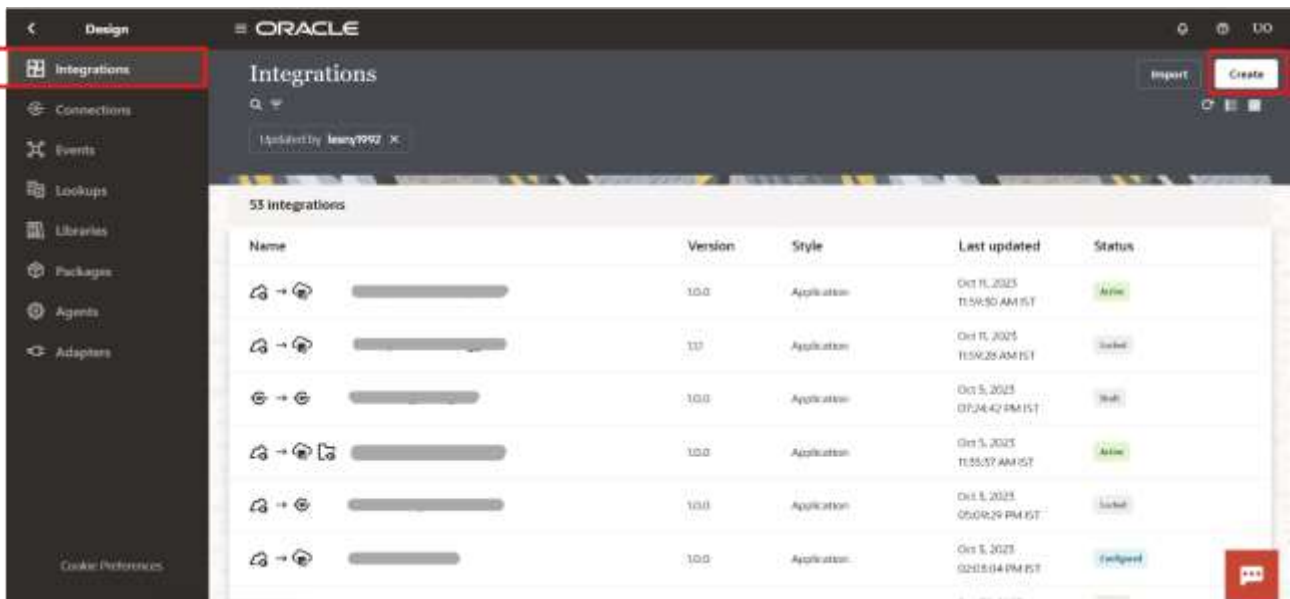 Design
ORACLE
DO
Integrations
Connections
Events
Lookups
Libraries
Packages
Agents
Adapters
Cookie Preferences
Integrations
Import
Create
Updated by
53 integrations
Name Version Style Last updated Status
1.0.0 Application Oct 11, 2023 Active
11:59:30 AM IST
Application Oct 11, 2023 Locked
11:59:28 AM IST
1.0.0 Application Oct 5, 2023 Draft
07:24:42 PM IST
1.0.0 Application Oct 5, 2023 Active
11:35:37 AM IST
1.0.0 Application Oct 5, 2023 Locked
05:09:29 PM IST
1.0.0 Application Oct 5, 2023 Configured
02:03:04 PM IST